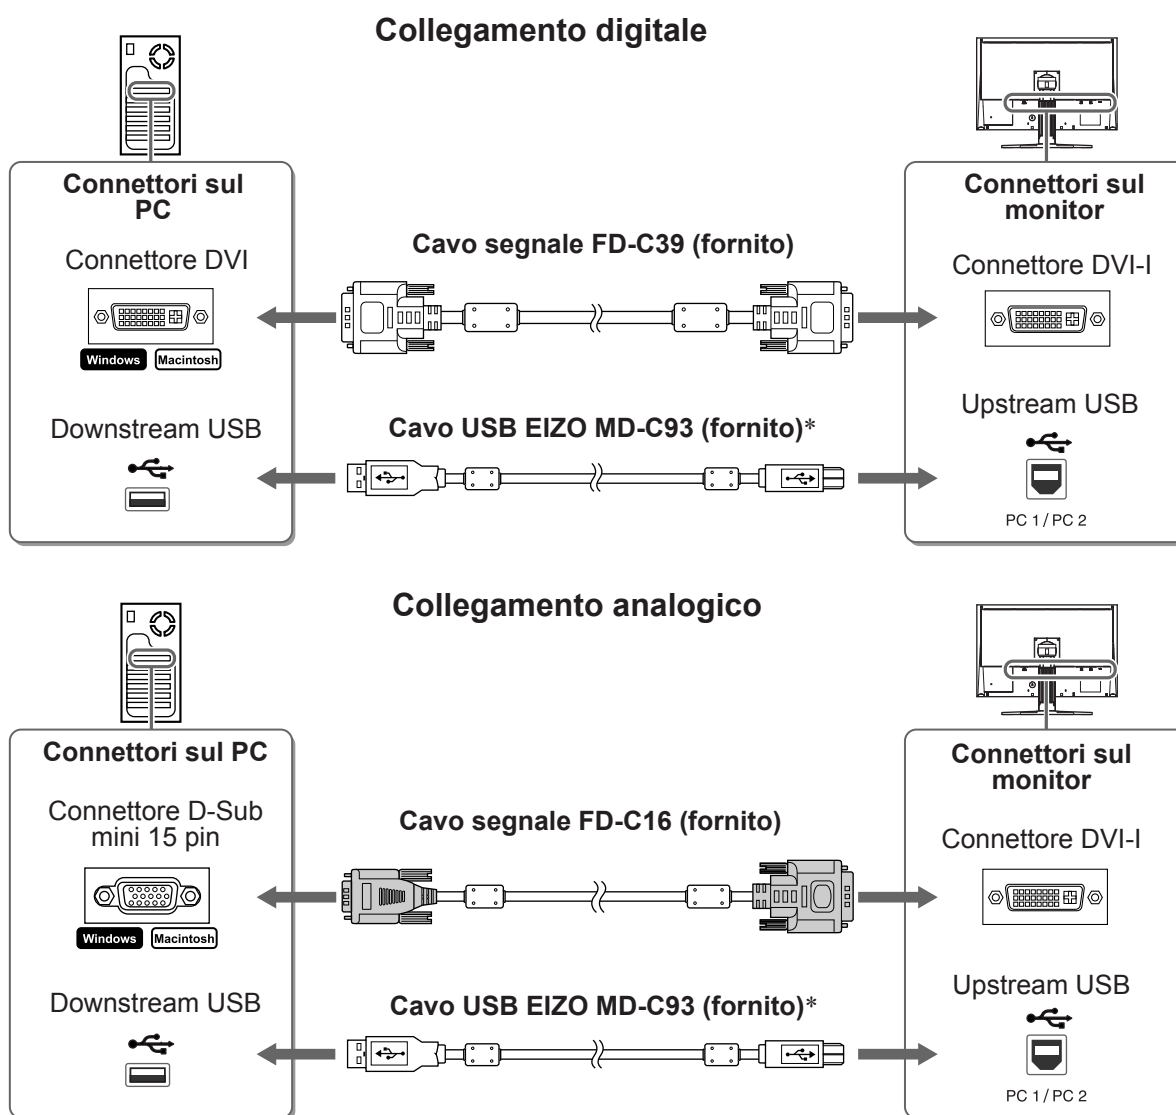 Collegamento digitale
Connettori sul
PC
Connettore DVI
Windows Macintosh
Downstream USB
Cavo segnale FD-C39 (fornito)
Cavo USB EIZO MD-C93 (fornito)*
Connettori sul
monitor
Connettore DVI-I
Upstream USB
PC 1 / PC 2
Collegamento analogico
Connettori sul PC
Connettore D-Sub
mini 15 pin
Windows Macintosh
Downstream USB
Cavo segnale FD-C16 (fornito)
Cavo USB EIZO MD-C93 (fornito)*
Connettori sul
monitor
Connettore DVI-I
Upstream USB
PC 1 / PC 2